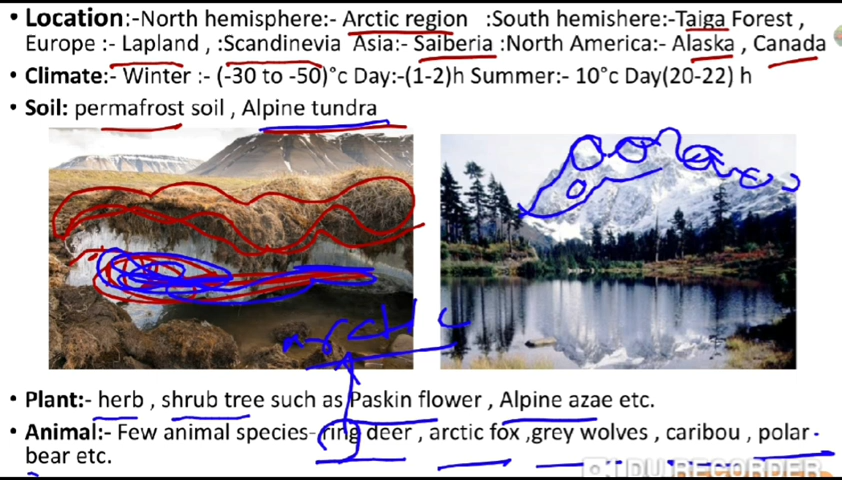 • Location:-North hemisphere:- Arctic region :South hemishere:-Taiga Forest ,
Europe :- Lapland , :Scandinevia Asia:- Saiberia :North America:- Alaska , Canada
• Climate:- Winter :- (-30 to -50)°c Day:-(1-2)h Summer:- 10°c Day(20-22) h
• Soil: permafrost soil , Alpine tundra
arctic
• Plant:- herb , shrub tree such as Paskin flower , Alpine azae etc.
• Animal:- Few animal species- ring deer , arctic fox ,grey wolves , caribou , polar
bear etc.
DU RECORDER